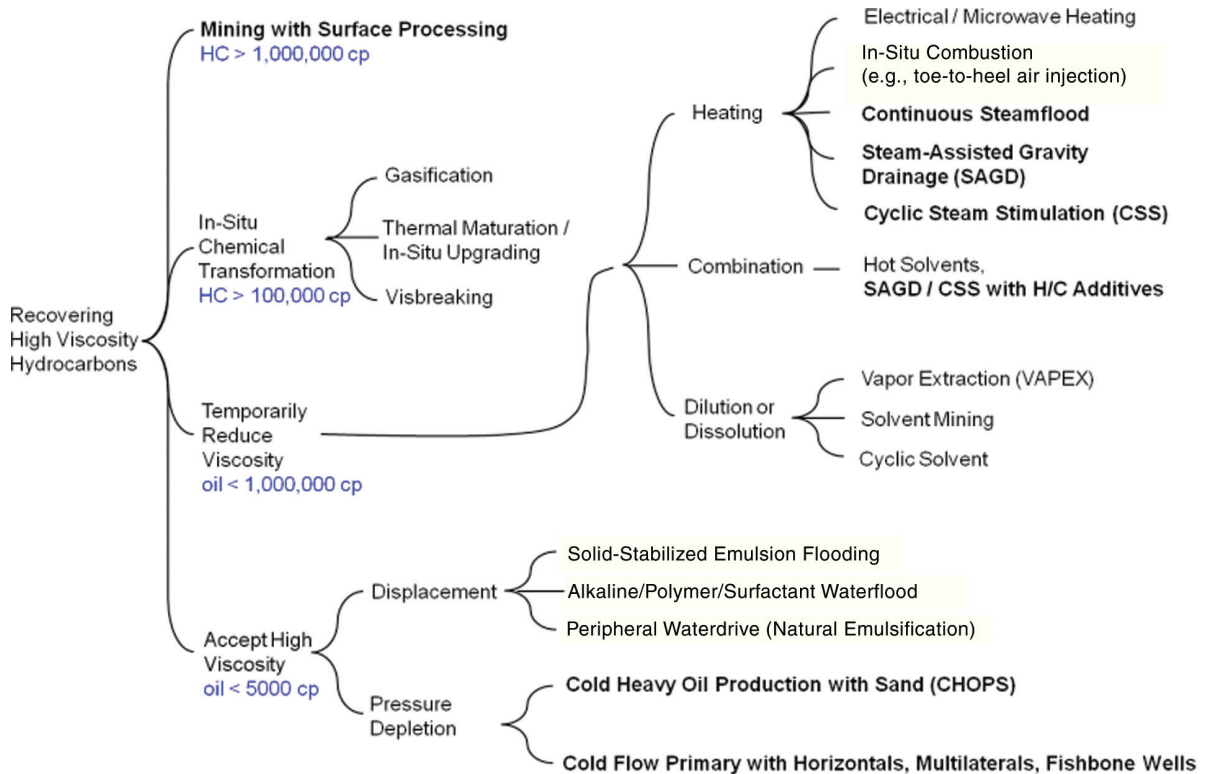 Recovering
High Viscosity
Hydrocarbons
Mining with Surface Processing
HC > 1,000,000 cp
In-Situ
Chemical
Transformation
HC > 100,000 cp
Gasification
Thermal Maturation /
In-Situ Upgrading
Visbreaking
Temporarily
Reduce
Viscosity
oil < 1,000,000 cp
Heating
Electrical / Microwave Heating
In-Situ Combustion
(e.g., toe-to-heel air injection)
Continuous Steamflood
Steam-Assisted Gravity
Drainage (SAGD)
Cyclic Steam Stimulation (CSS)
Combination
Hot Solvents,
SAGD / CSS with H/C Additives
Dilution or
Dissolution
Vapor Extraction (VAPEX)
Solvent Mining
Cyclic Solvent
Accept High
Viscosity
oil < 5000 cp
Displacement
Solid-Stabilized Emulsion Flooding
Alkaline/Polymer/Surfactant Waterflood
Peripheral Waterdrive (Natural Emulsification)
Pressure
Depletion
Cold Heavy Oil Production with Sand (CHOPS)
Cold Flow Primary with Horizontals, Multilaterals, Fishbone Wells